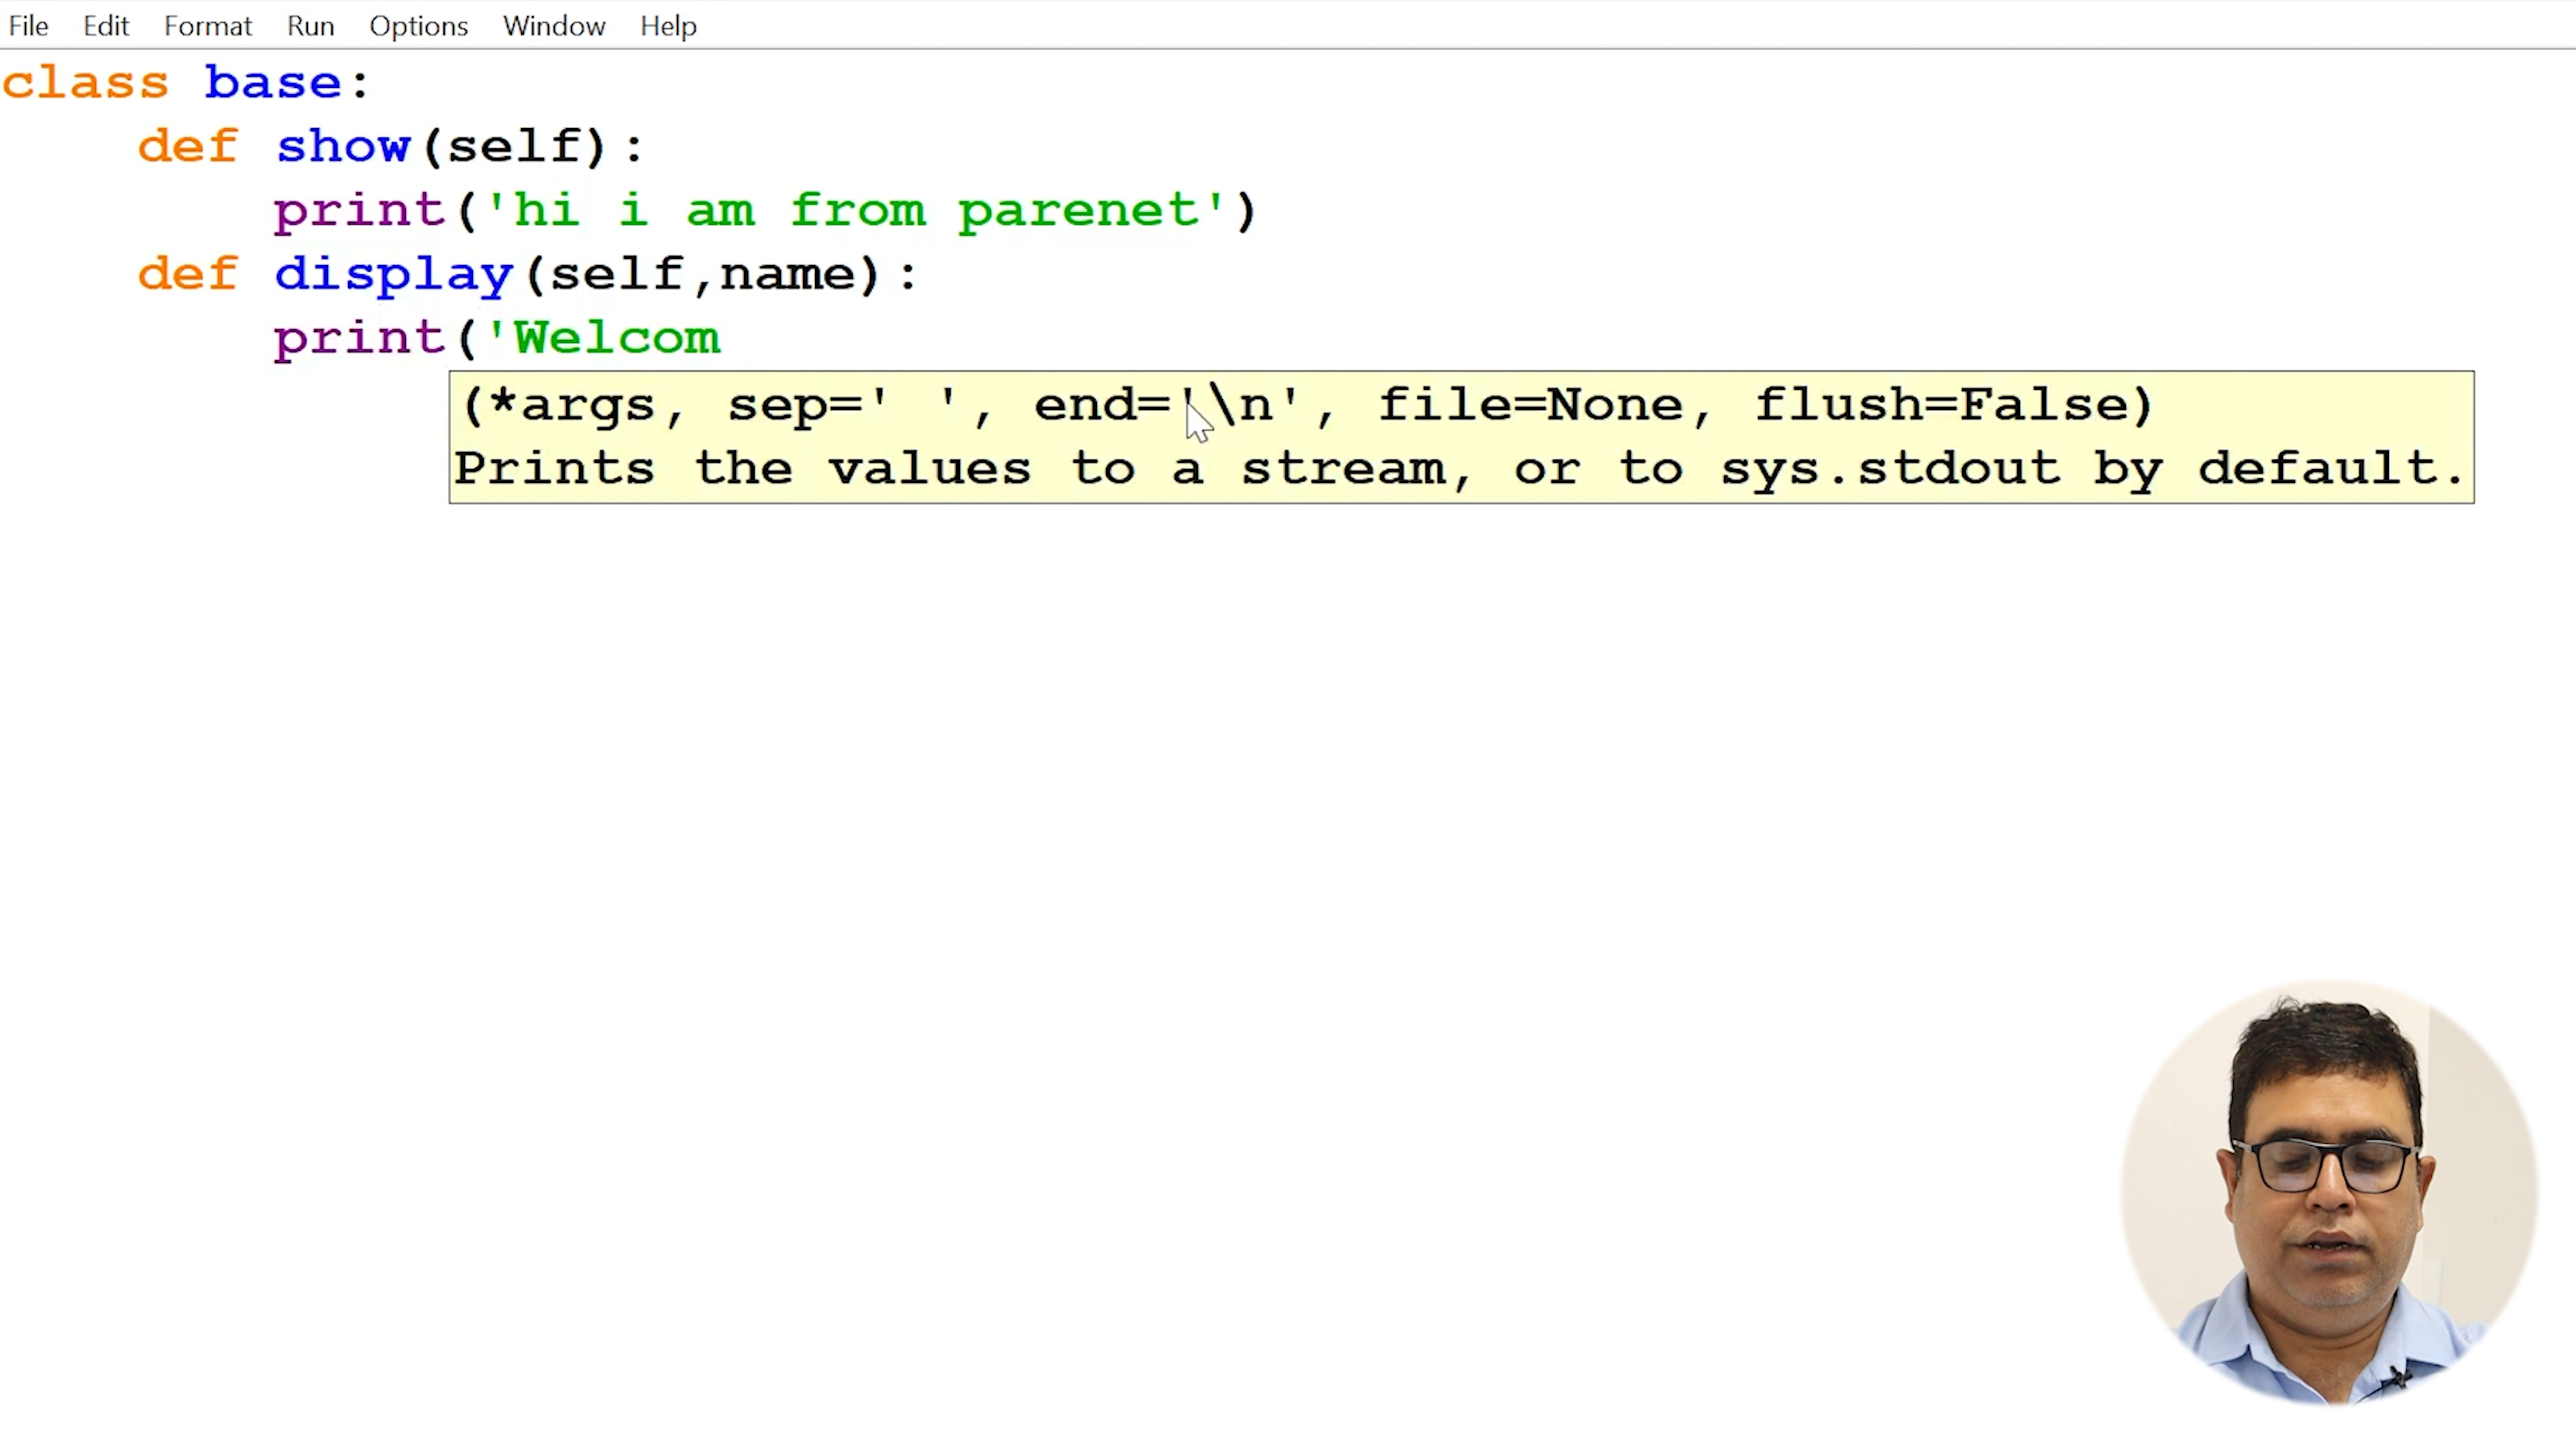 File Edit Format Run Options Window Help
class base:
    def show(self):
        print('hi i am from parenet')
    def display(self,name):
        print('Welcom
(*args, sep=' ', end='\n', file=None, flush=False)
Prints the values to a stream, or to sys.stdout by default.